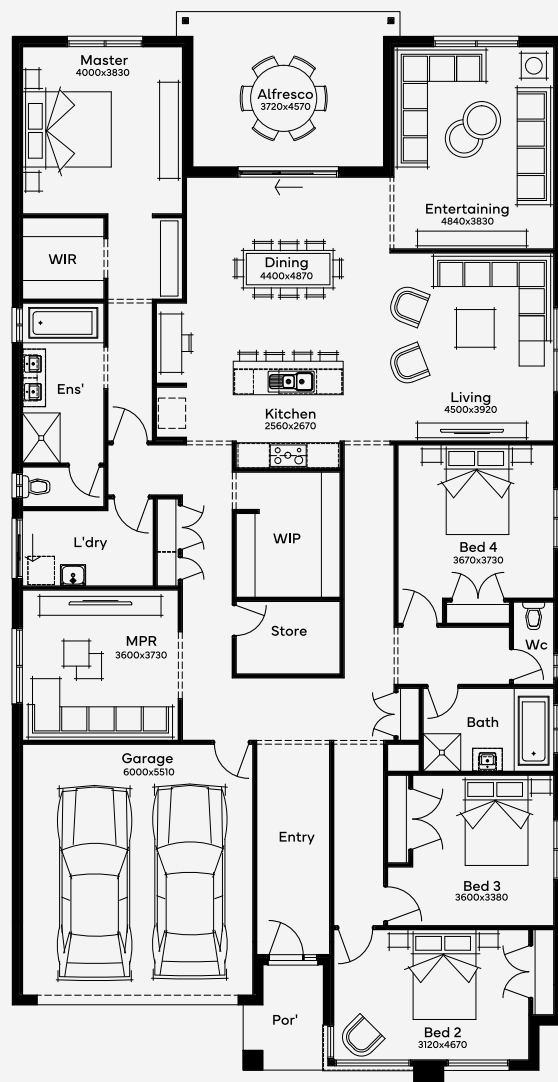 Master
4000x3830
Alfresco
3720x4570
Entertaining
4840x3830
WIR
Dining
4400x4870
Ens'
Living
4500x3920
Kitchen
2560x2670
L'dry
WIP
Bed 4
3670x3730
MPR
3600x3730
Store
Wc
Bath
Garage
6000x5510
Entry
Bed 3
3600x3380
Por'
Bed 2
3120x4670